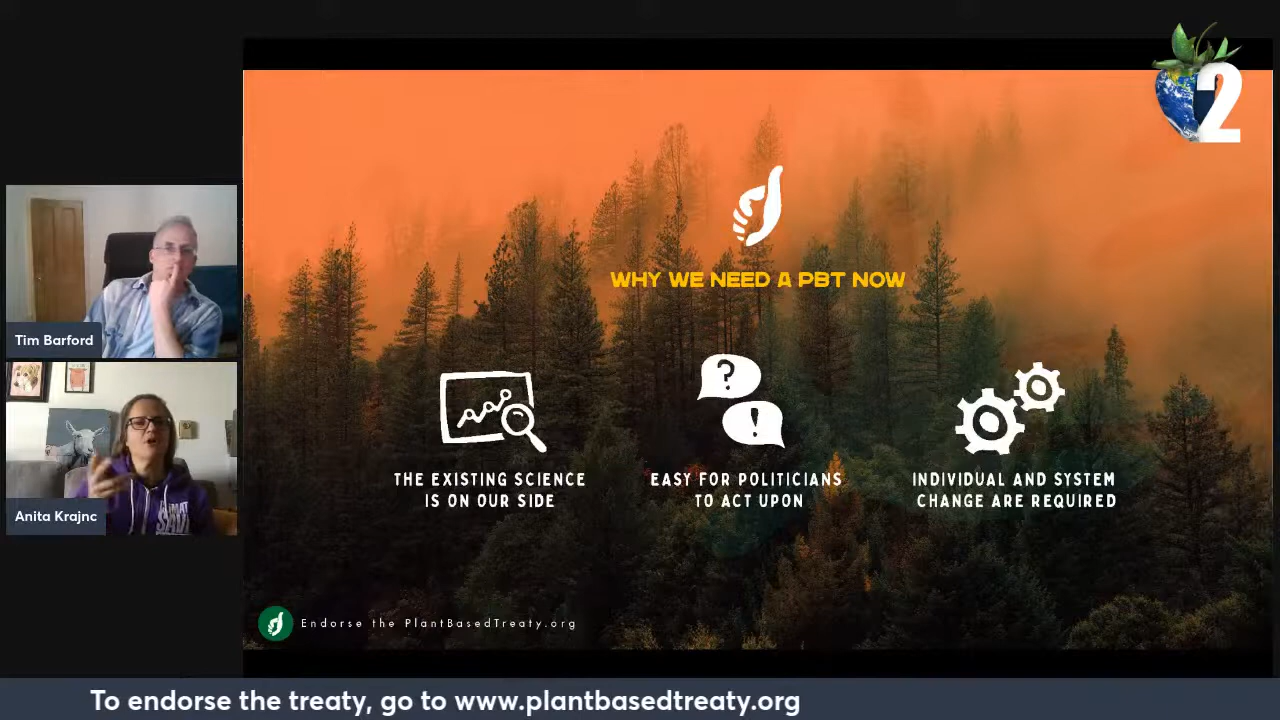 2
WHY WE NEED A PBT NOW
?
!
THE EXISTING SCIENCE
IS ON OUR SIDE
EASY FOR POLITICIANS
TO ACT UPON
INDIVIDUAL AND SYSTEM
CHANGE ARE REQUIRED
Tim Barford
Anita Krajnc
Endorse the PlantBasedTreaty.org
To endorse the treaty, go to www.plantbasedtreaty.org